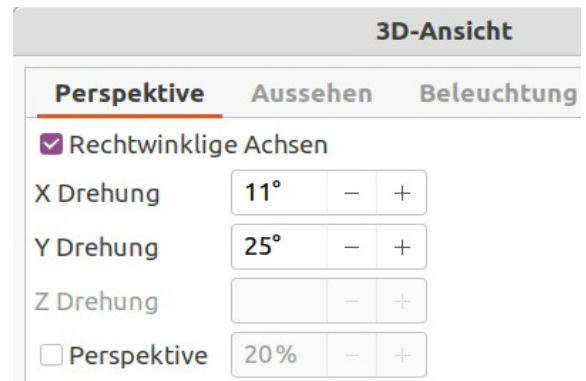 3D-Ansicht
Perspektive Aussehen Beleuchtung
Rechtwinklige Achsen
X Drehung 11° − +
Y Drehung 25° − +
Z Drehung − +
Perspektive 20% − +